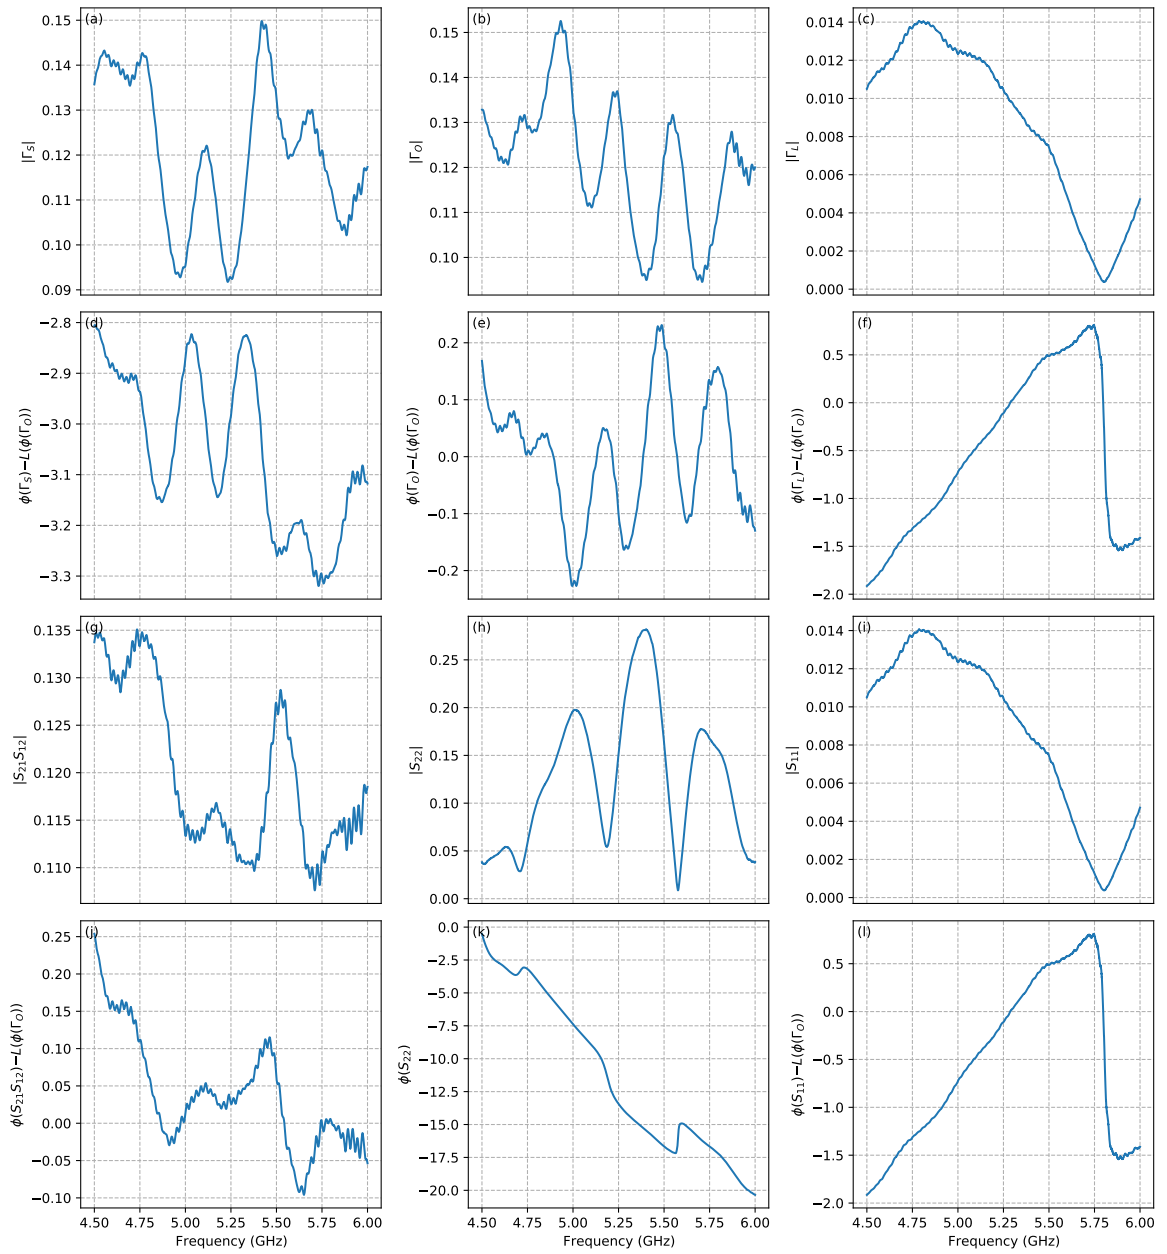 (a)
|Γ_S|
0.15
0.14
0.13
0.12
0.11
0.10
0.09
(b)
|Γ_O|
0.15
0.14
0.13
0.12
0.11
0.10
(c)
|Γ_L|
0.014
0.012
0.010
0.008
0.006
0.004
0.002
0.000
(d)
ϕ(Γ_S)−L(ϕ(Γ_O))
−2.8
−2.9
−3.0
−3.1
−3.2
−3.3
(e)
ϕ(Γ_O)−L(ϕ(Γ_O))
0.2
0.1
0.0
−0.1
−0.2
(f)
ϕ(Γ_L)−L(ϕ(Γ_O))
0.5
0.0
−0.5
−1.0
−1.5
−2.0
(g)
|S_21S_12|
0.135
0.130
0.125
0.120
0.115
0.110
(h)
|S_22|
0.25
0.20
0.15
0.10
0.05
0.00
(i)
|S_11|
0.014
0.012
0.010
0.008
0.006
0.004
0.002
0.000
(j)
ϕ(S_21S_12)−L(ϕ(Γ_O))
0.25
0.20
0.15
0.10
0.05
0.00
−0.05
−0.10
4.50 4.75 5.00 5.25 5.50 5.75 6.00
Frequency (GHz)
(k)
ϕ(S_22)
0.0
−2.5
−5.0
−7.5
−10.0
−12.5
−15.0
−17.5
−20.0
4.50 4.75 5.00 5.25 5.50 5.75 6.00
Frequency (GHz)
(l)
ϕ(S_11)−L(ϕ(Γ_O))
0.5
0.0
−0.5
−1.0
−1.5
−2.0
4.50 4.75 5.00 5.25 5.50 5.75 6.00
Frequency (GHz)